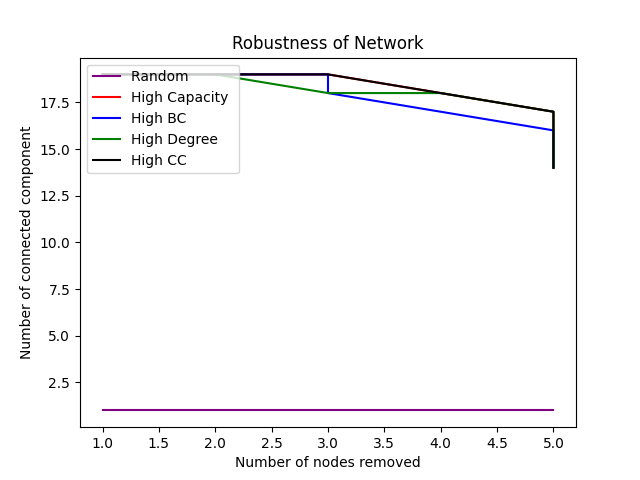 Robustness of Network
Random
High Capacity
High BC
High Degree
High CC
17.5
15.0
12.5
10.0
7.5
5.0
2.5
Number of connected component
1.0 1.5 2.0 2.5 3.0 3.5 4.0 4.5 5.0
Number of nodes removed